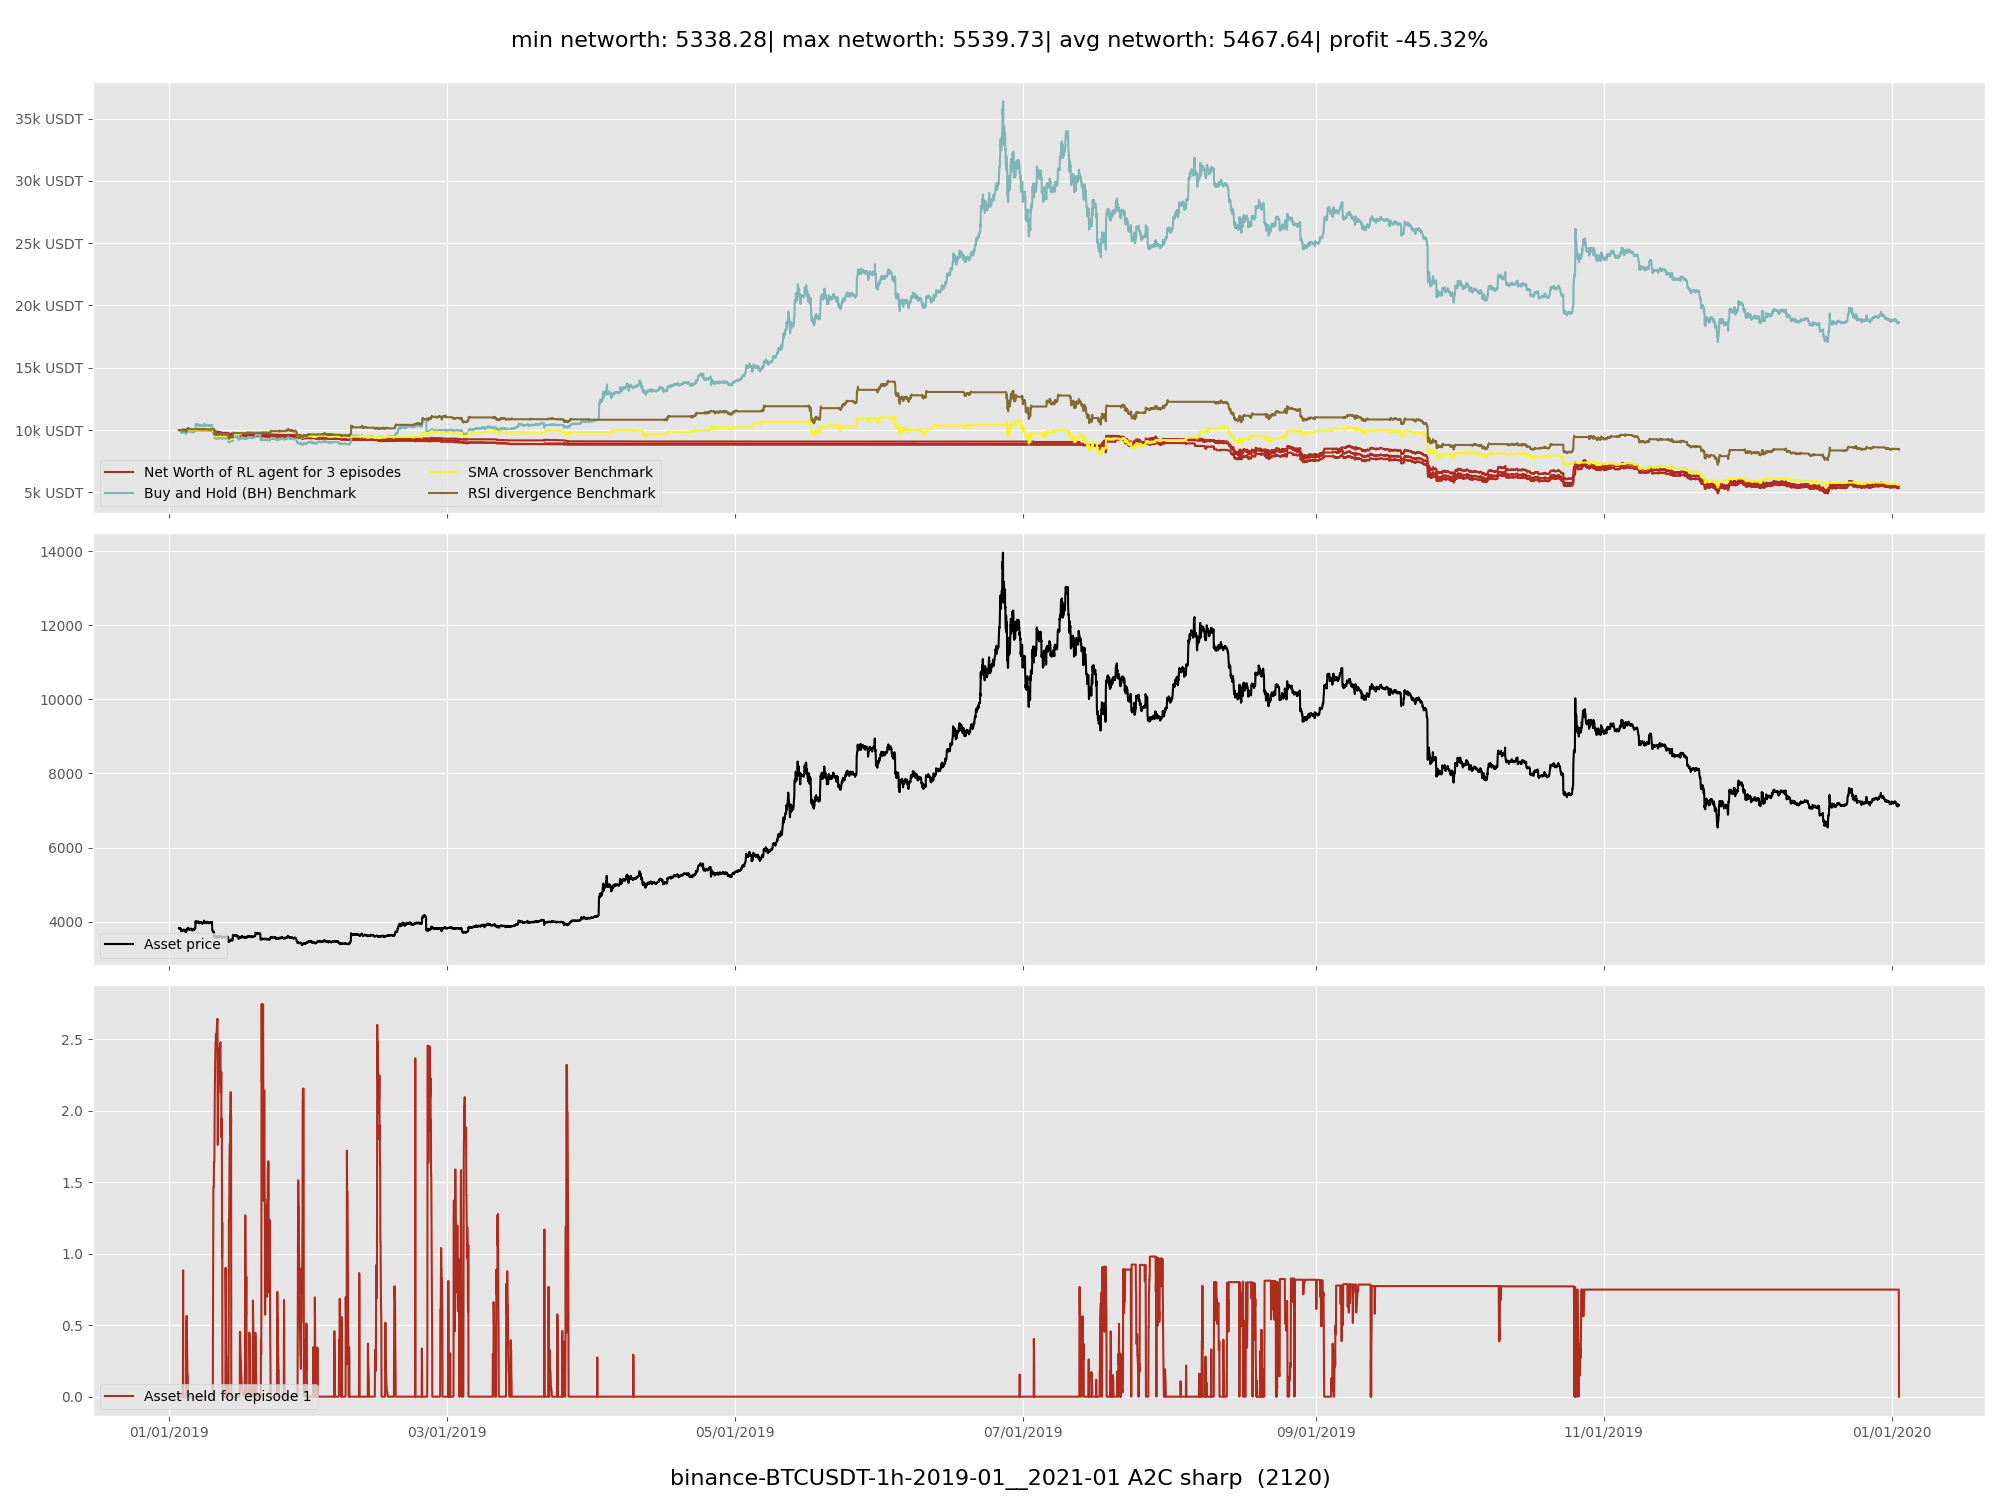 min networth: 5338.28| max networth: 5539.73| avg networth: 5467.64| profit -45.32%
35k USDT
30k USDT
25k USDT
20k USDT
15k USDT
10k USDT
5k USDT
Net Worth of RL agent for 3 episodes
Buy and Hold (BH) Benchmark
SMA crossover Benchmark
RSI divergence Benchmark
14000
12000
10000
8000
6000
4000
Asset price
2.5
2.0
1.5
1.0
0.5
0.0
Asset held for episode 1
01/01/2019
03/01/2019
05/01/2019
07/01/2019
09/01/2019
11/01/2019
01/01/2020
binance-BTCUSDT-1h-2019-01__2021-01 A2C sharp  (2120)